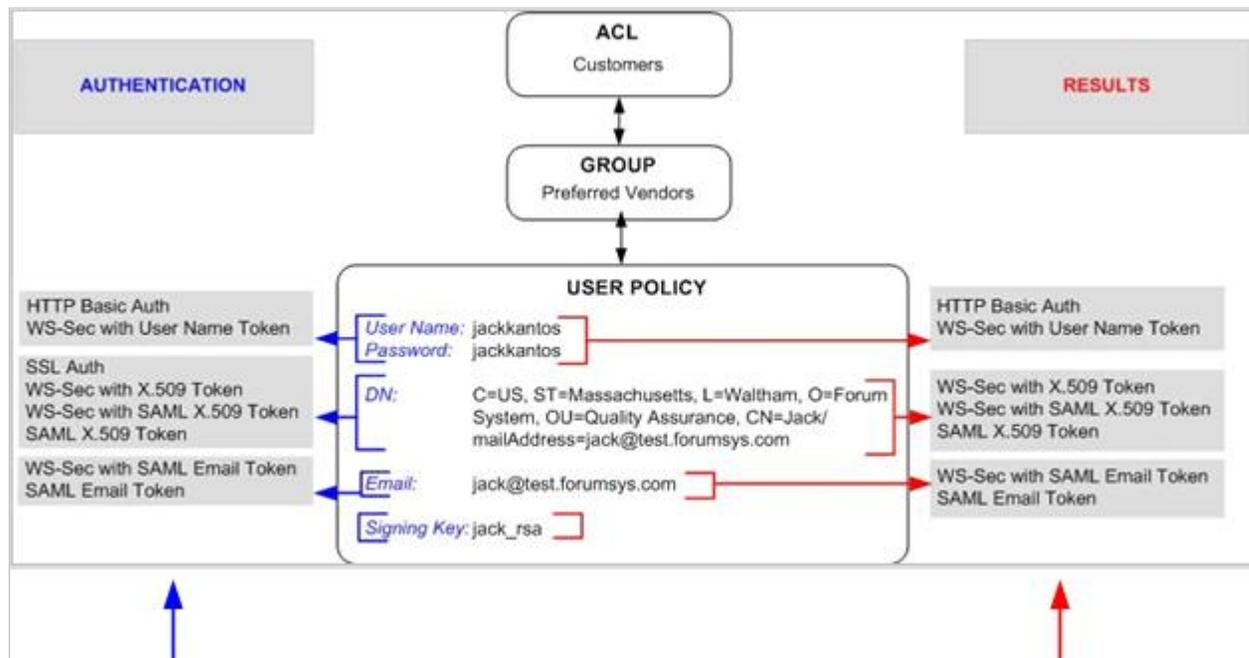 ACL
Customers
AUTHENTICATION
RESULTS
GROUP
Preferred Vendors
USER POLICY
HTTP Basic Auth
WS-Sec with User Name Token
SSL Auth
WS-Sec with X.509 Token
WS-Sec with SAML X.509 Token
SAML X.509 Token
WS-Sec with SAML Email Token
SAML Email Token
User Name: jackkantos
Password: jackkantos
DN: C=US, ST=Massachusetts, L=Waltham, O=Forum
System, OU=Quality Assurance, CN=Jack/
mailAddress=jack@test.forumsys.com
Email: jack@test.forumsys.com
Signing Key: jack_rsa
HTTP Basic Auth
WS-Sec with User Name Token
WS-Sec with X.509 Token
WS-Sec with SAML X.509 Token
SAML X.509 Token
WS-Sec with SAML Email Token
SAML Email Token